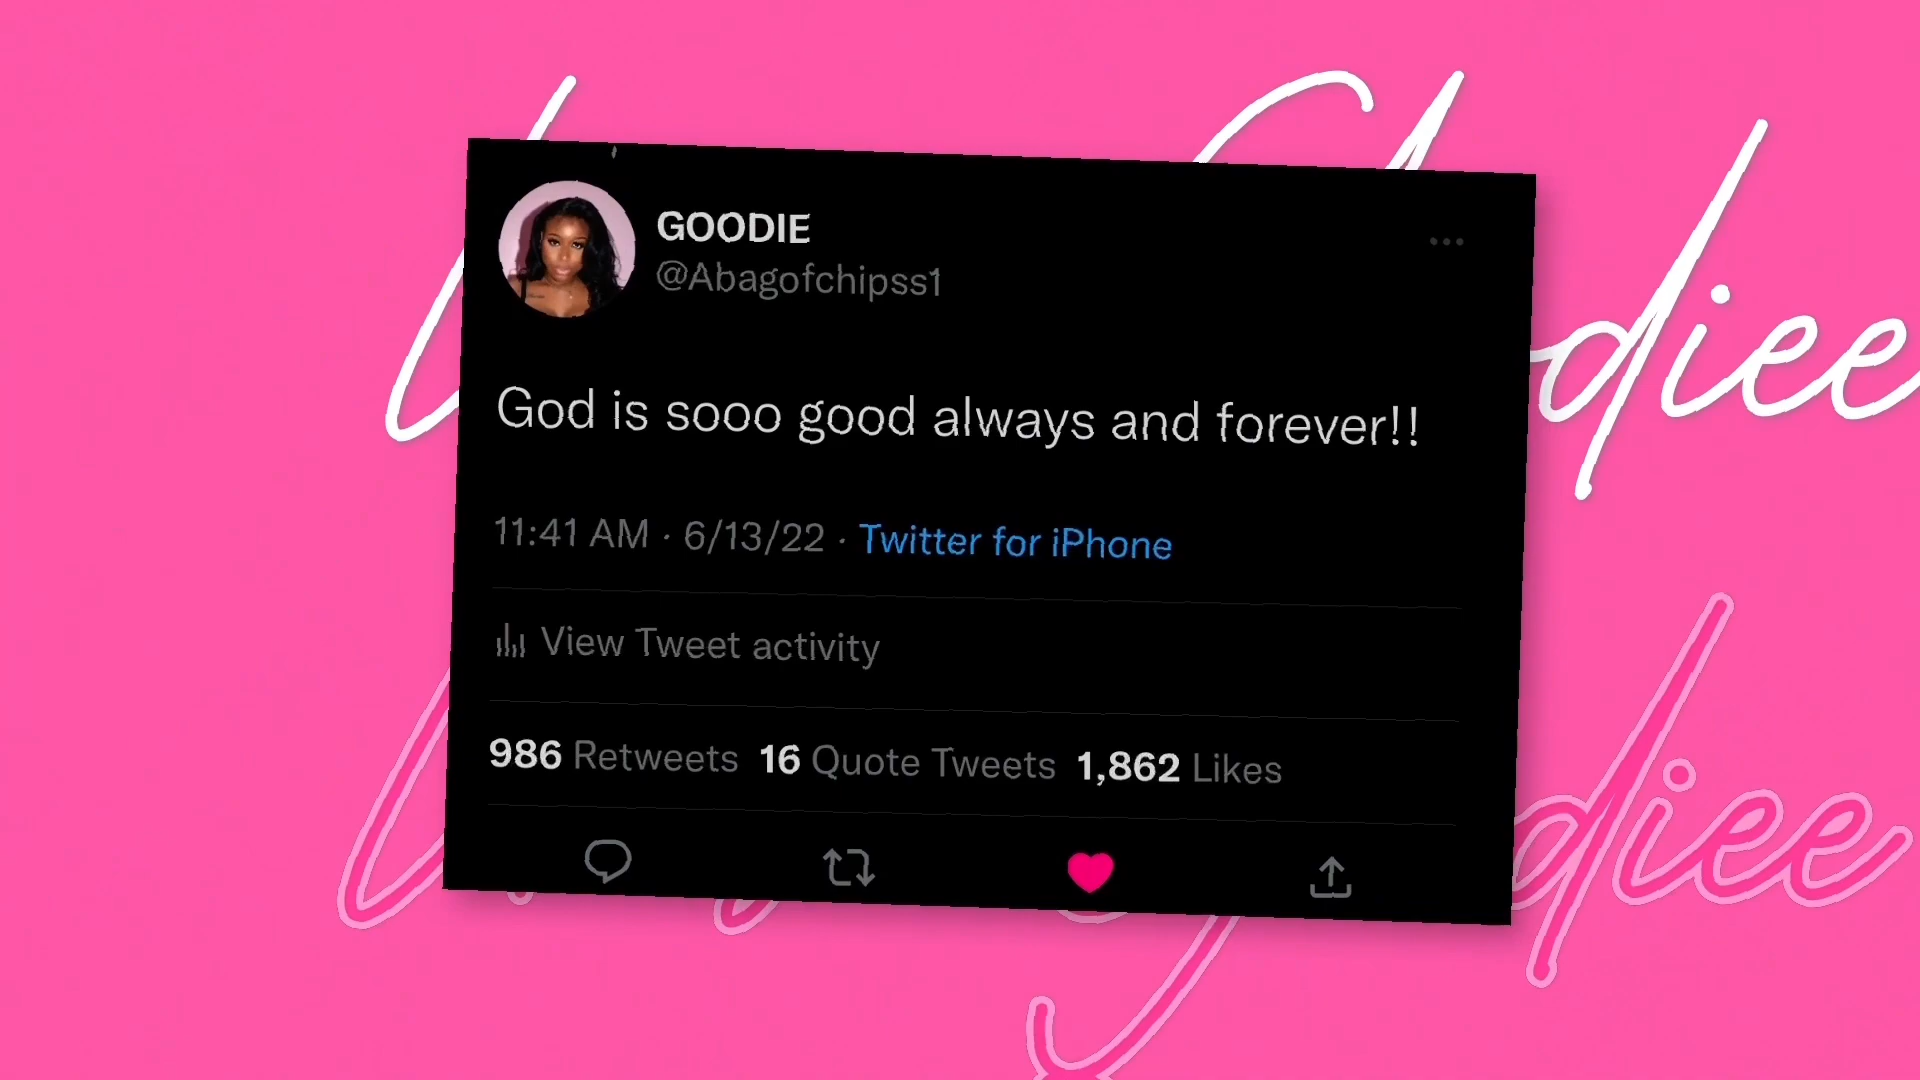 GOODIE
@Abagofchipss1
God is sooo good always and forever!!
11:41 AM · 6/13/22 · Twitter for iPhone
View Tweet activity
986 Retweets 16 Quote Tweets 1,862 Likes